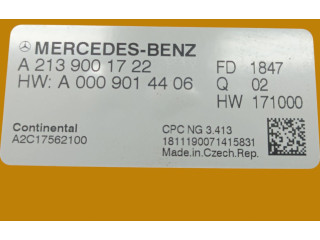 MERCEDES-BENZ
A 213 900 17 22 FD 1847
HW: A 000 901 44 06 Q 02
HW 171000
Continental CPC NG 3.413
A2C17562100 1811190071415831
Made in Czech.Rep.